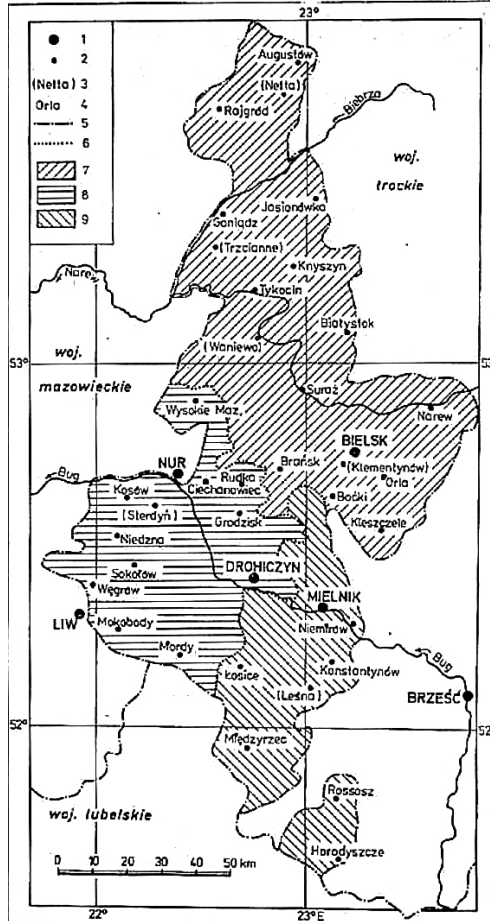 23°
1
2
(Netta) 3
Orla 4
5
6
7
8
9
Augustów
(Netta)
Rajgród
Biebrza
woj.
trockie
Jasionówka
Goniądz
(Trzcianne)
Knyszyn
Narew
Tykocin
Białystok
(Waniewo)
53°
53°
woj.
mazowieckie
Suraż
Wysokie Maz.
Narew
BIELSK
NUR
Brańsk
(Klementynów)
Bug
Rudka
Orla
Ciechanowiec
Kosów
Boćki
(Sterdyń)
Grodzisk
Kleszczele
Niedzna
Sokołów
DROHICZYN
Węgrów
MIELNIK
LIW
Mokobody
Niemirów
Mordy
Bug
Łosice
Konstantynów
(Leśna)
BRZEŚĆ
52°
52°
Międzyrzec
Rossosz
woj. lubelskie
Horodyszcze
0 10 20 30 40 50 km
22°
23°E